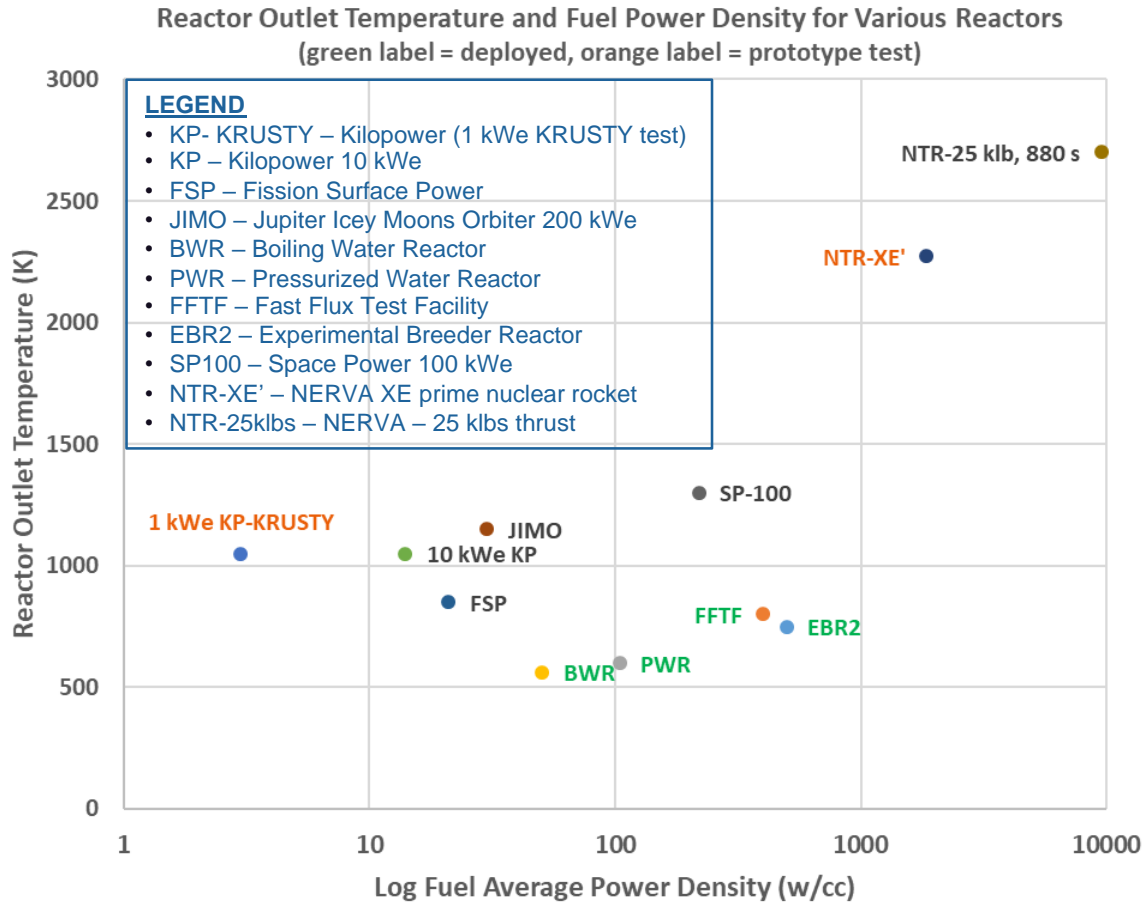 Reactor Outlet Temperature and Fuel Power Density for Various Reactors
(green label = deployed, orange label = prototype test)
3000
2500
2000
1500
1000
500
0
Reactor Outlet Temperature (K)
LEGEND
• KP- KRUSTY – Kilopower (1 kWe KRUSTY test)
• KP – Kilopower 10 kWe
• FSP – Fission Surface Power
• JIMO – Jupiter Icey Moons Orbiter 200 kWe
• BWR – Boiling Water Reactor
• PWR – Pressurized Water Reactor
• FFTF – Fast Flux Test Facility
• EBR2 – Experimental Breeder Reactor
• SP100 – Space Power 100 kWe
• NTR-XE’ – NERVA XE prime nuclear rocket
• NTR-25klbs – NERVA – 25 klbs thrust
NTR-25 klb, 880 s
NTR-XE'
SP-100
1 kWe KP-KRUSTY
JIMO
10 kWe KP
FSP
FFTF
EBR2
BWR
PWR
1
10
100
1000
10000
Log Fuel Average Power Density (w/cc)